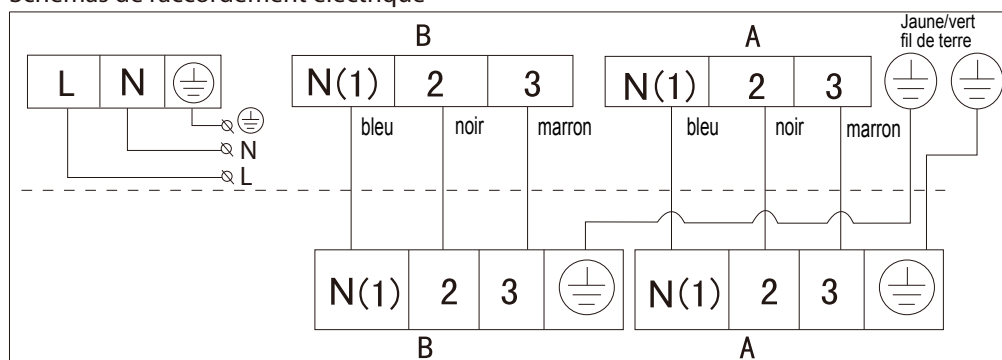 Schémas de raccordement électrique
B
A
Jaune/vert
fil de terre
L N
N(1) 2 3
N(1) 2 3
bleu noir marron
bleu noir marron
N
L
N(1) 2 3
N(1) 2 3
B
A